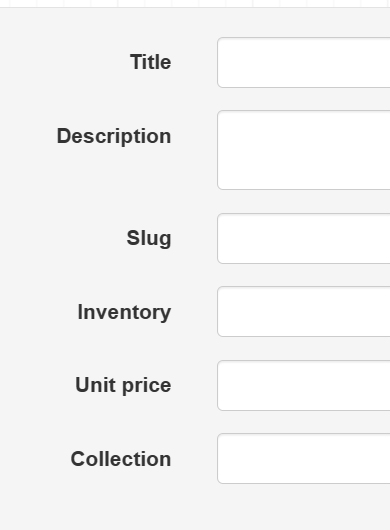 Title
Description
Slug
Inventory
Unit price
Collection